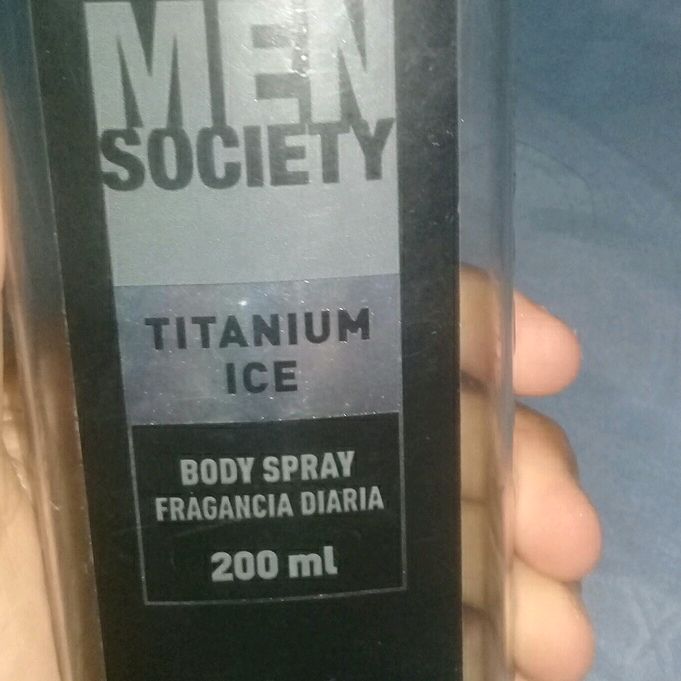 MEN
SOCIETY
TITANIUM
ICE
BODY SPRAY
FRAGANCIA DIARIA
200 ml